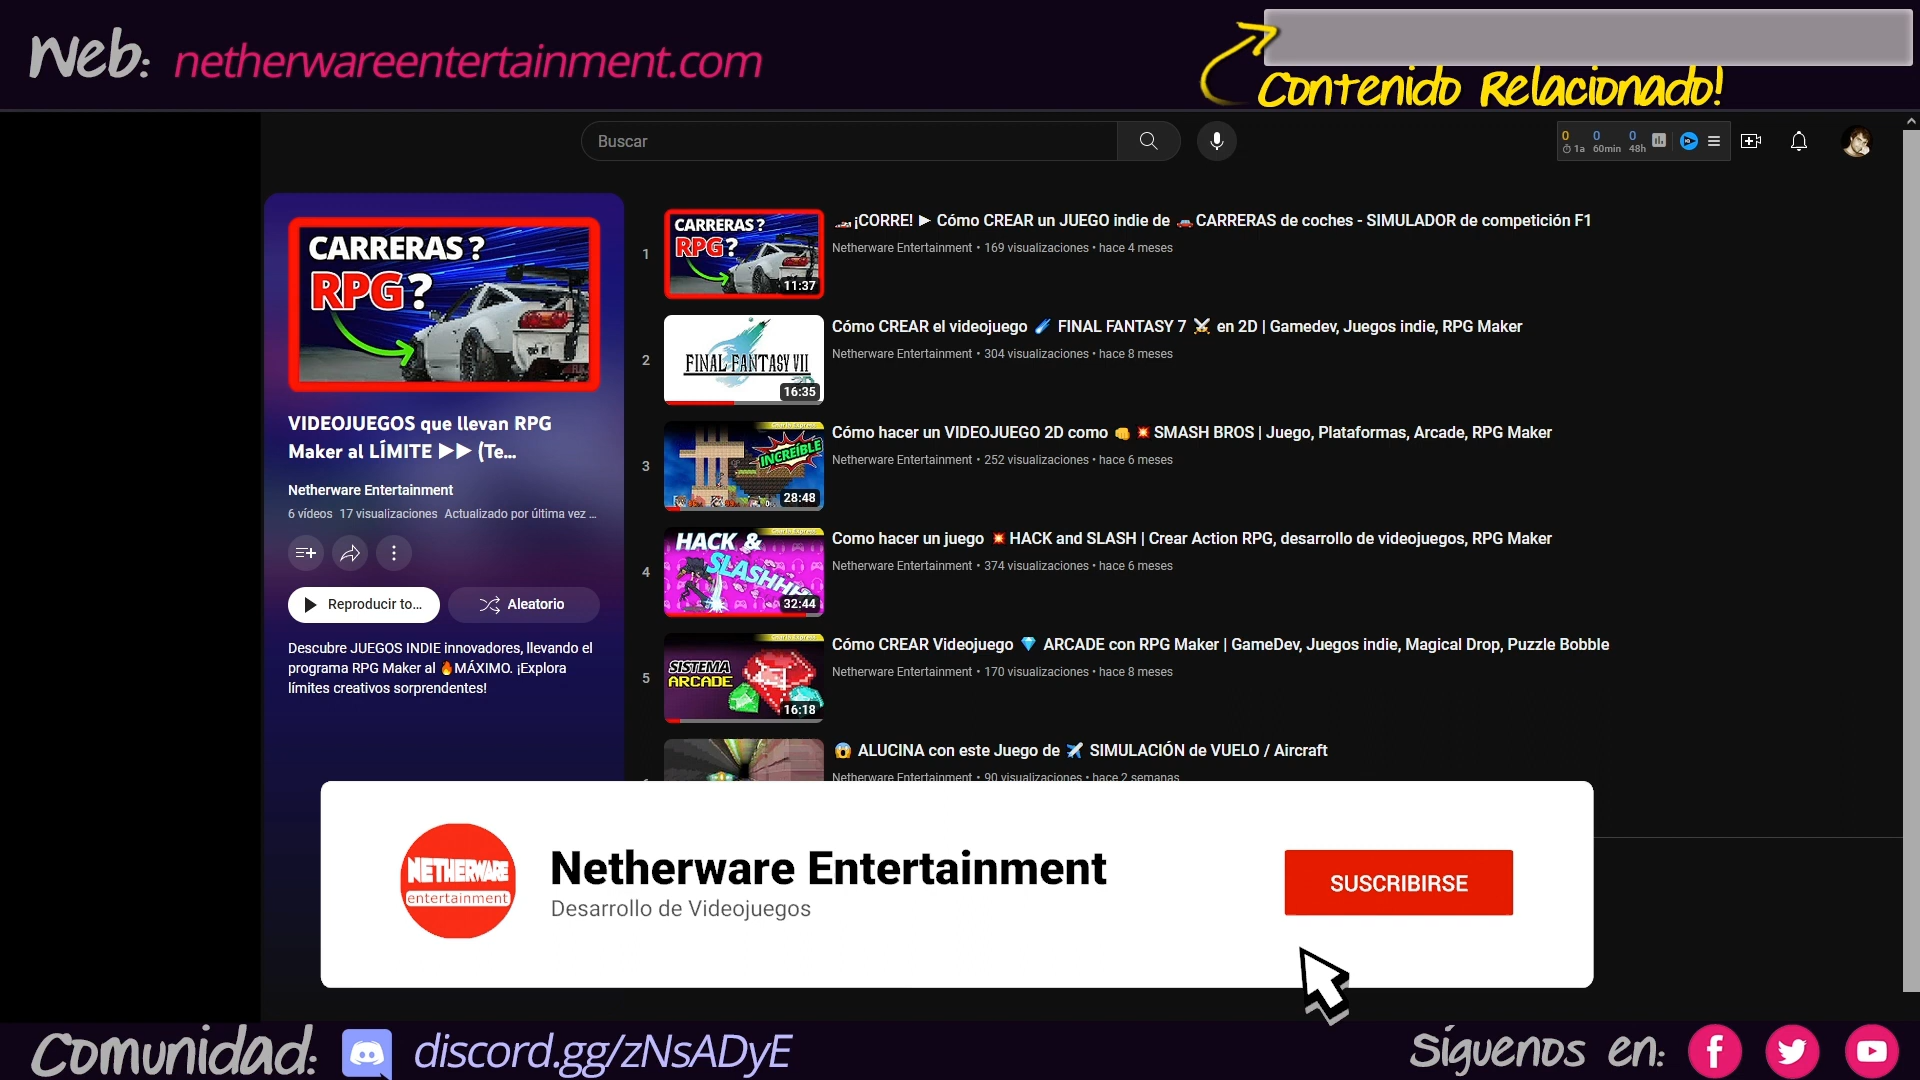 Web: netherwareentertainment.com
Contenido Relacionado!
Buscar
0 0 0
1a 60min 48h
CARRERAS?
RPG?
VIDEOJUEGOS que llevan RPG
Maker al LÍMITE ▶▶ (Te...
Netherware Entertainment
6 vídeos 17 visualizaciones Actualizado por última vez ...
Reproducir to...
Aleatorio
Descubre JUEGOS INDIE innovadores, llevando el
programa RPG Maker al 🔥MÁXIMO. ¡Explora
límites creativos sorprendentes!
1
CARRERAS?
RPG?
11:37
🏎️¡CORRE! ▶ Cómo CREAR un JUEGO indie de 🚗CARRERAS de coches - SIMULADOR de competición F1
Netherware Entertainment • 169 visualizaciones • hace 4 meses
2
FINAL FANTASY VII
16:35
Cómo CREAR el videojuego ☄️ FINAL FANTASY 7 ⚔️ en 2D | Gamedev, Juegos indie, RPG Maker
Netherware Entertainment • 304 visualizaciones • hace 8 meses
3
INCREÍBLE
28:48
Cómo hacer un VIDEOJUEGO 2D como 👊 💥 SMASH BROS | Juego, Plataformas, Arcade, RPG Maker
Netherware Entertainment • 252 visualizaciones • hace 6 meses
4
HACK &
SLASHHH
32:44
Como hacer un juego 💥 HACK and SLASH | Crear Action RPG, desarrollo de videojuegos, RPG Maker
Netherware Entertainment • 374 visualizaciones • hace 6 meses
5
SISTEMA
ARCADE
16:18
Cómo CREAR Videojuego 💎 ARCADE con RPG Maker | GameDev, Juegos indie, Magical Drop, Puzzle Bobble
Netherware Entertainment • 170 visualizaciones • hace 8 meses
😱 ALUCINA con este Juego de ✈️ SIMULACIÓN de VUELO / Aircraft
Netherware Entertainment • 90 visualizaciones • hace 2 semanas
NETHERWARE
entertainment
Netherware Entertainment
Desarrollo de Videojuegos
SUSCRIBIRSE
Comunidad: discord.gg/zNsADyE
Síguenos en: